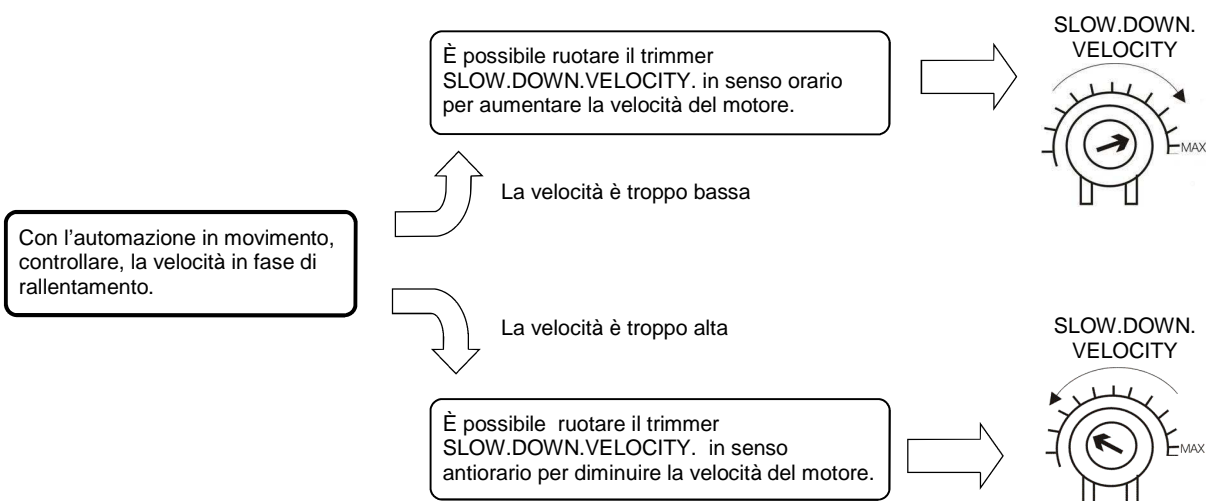 SLOW.DOWN.
VELOCITY
È possibile ruotare il trimmer
SLOW.DOWN.VELOCITY. in senso orario
per aumentare la velocità del motore.
MAX
La velocità è troppo bassa
Con l’automazione in movimento,
controllare, la velocità in fase di
rallentamento.
La velocità è troppo alta
SLOW.DOWN.
VELOCITY
È possibile  ruotare il trimmer
SLOW.DOWN.VELOCITY.  in senso
antiorario per diminuire la velocità del motore.
MAX